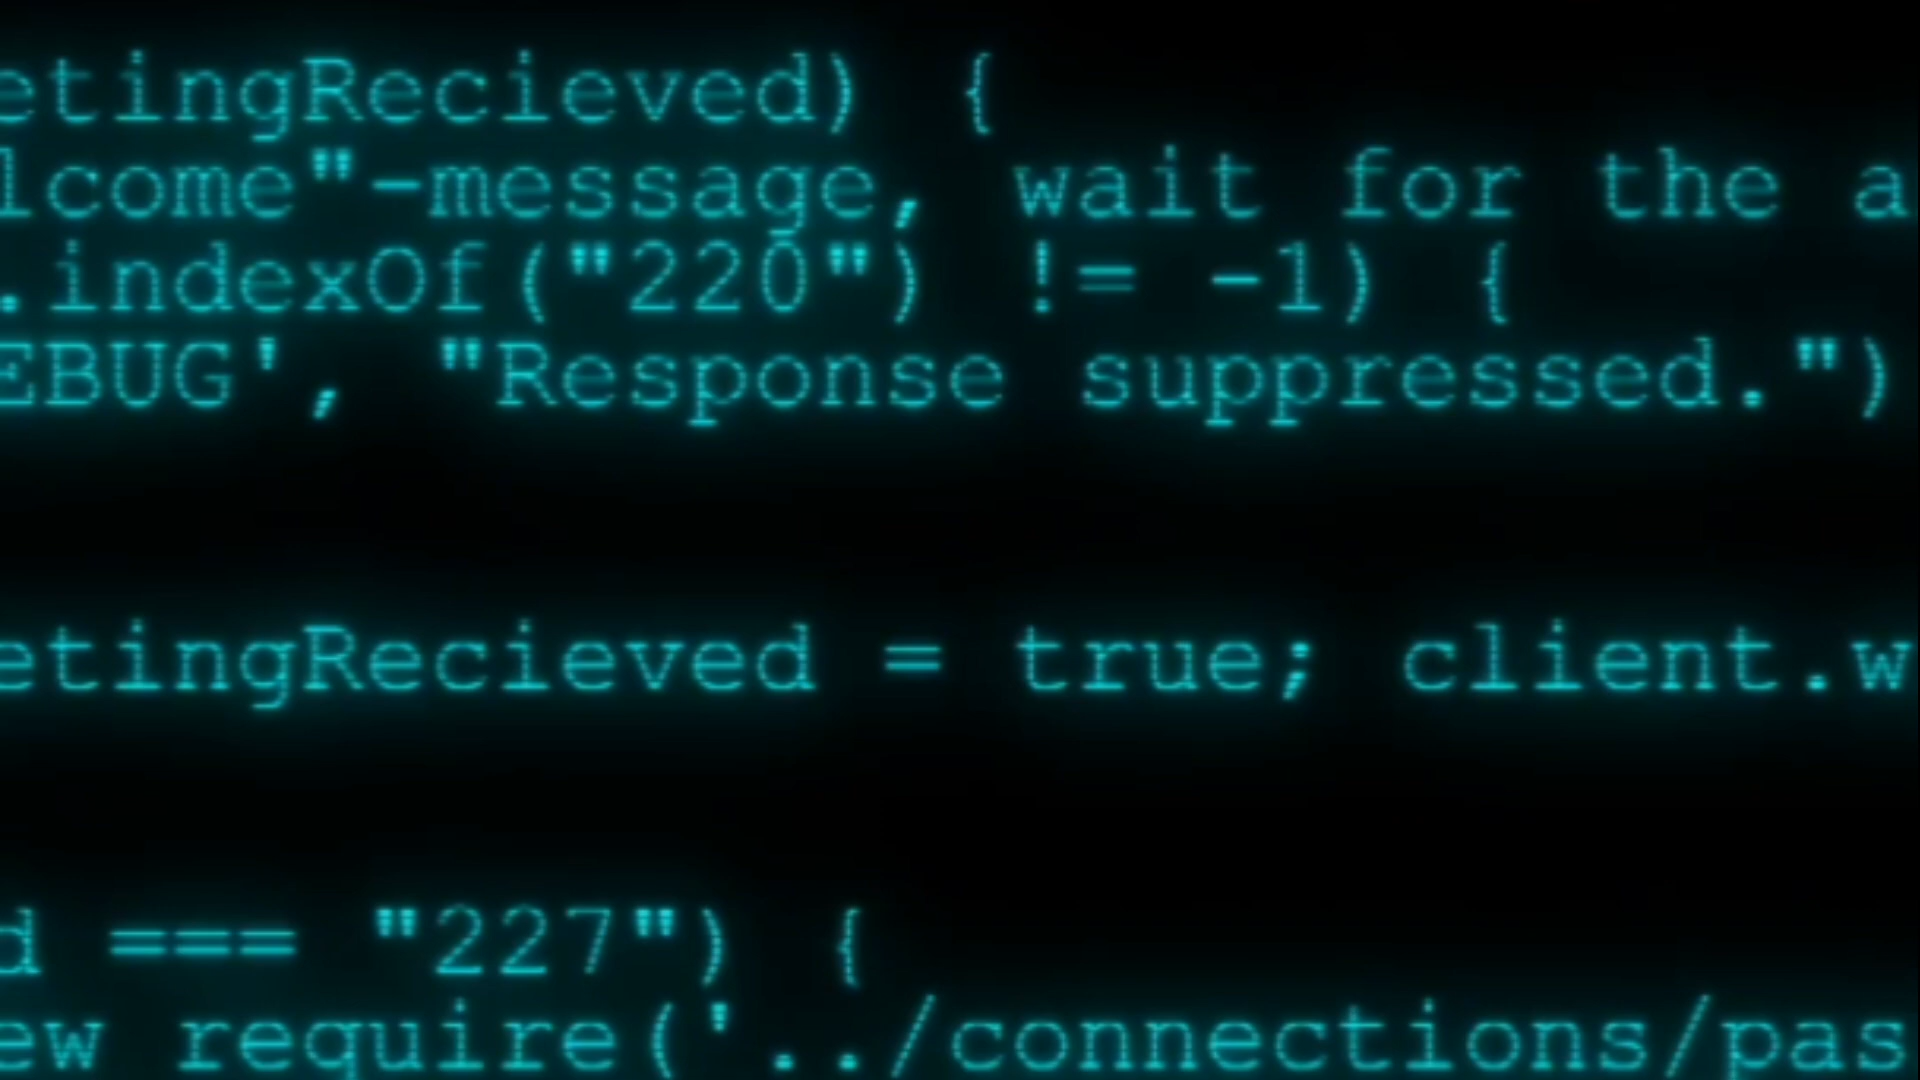 etingRecieved) {
lcome"-message, wait for the a
.indexOf("220") != -1) {
EBUG', "Response suppressed.")
etingRecieved = true; client.w
d === "227") {
ew require('../connections/pas